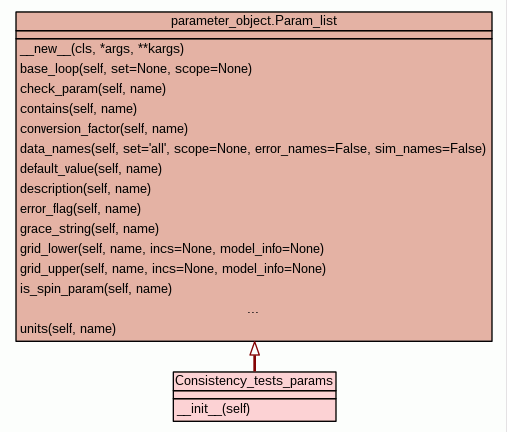 parameter_object.Param_list
__new__(cls, *args, **kargs)
base_loop(self, set=None, scope=None)
check_param(self, name)
contains(self, name)
conversion_factor(self, name)
data_names(self, set='all', scope=None, error_names=False, sim_names=False)
default_value(self, name)
description(self, name)
error_flag(self, name)
grace_string(self, name)
grid_lower(self, name, incs=None, model_info=None)
grid_upper(self, name, incs=None, model_info=None)
is_spin_param(self, name)
...
units(self, name)
Consistency_tests_params
__init__(self)